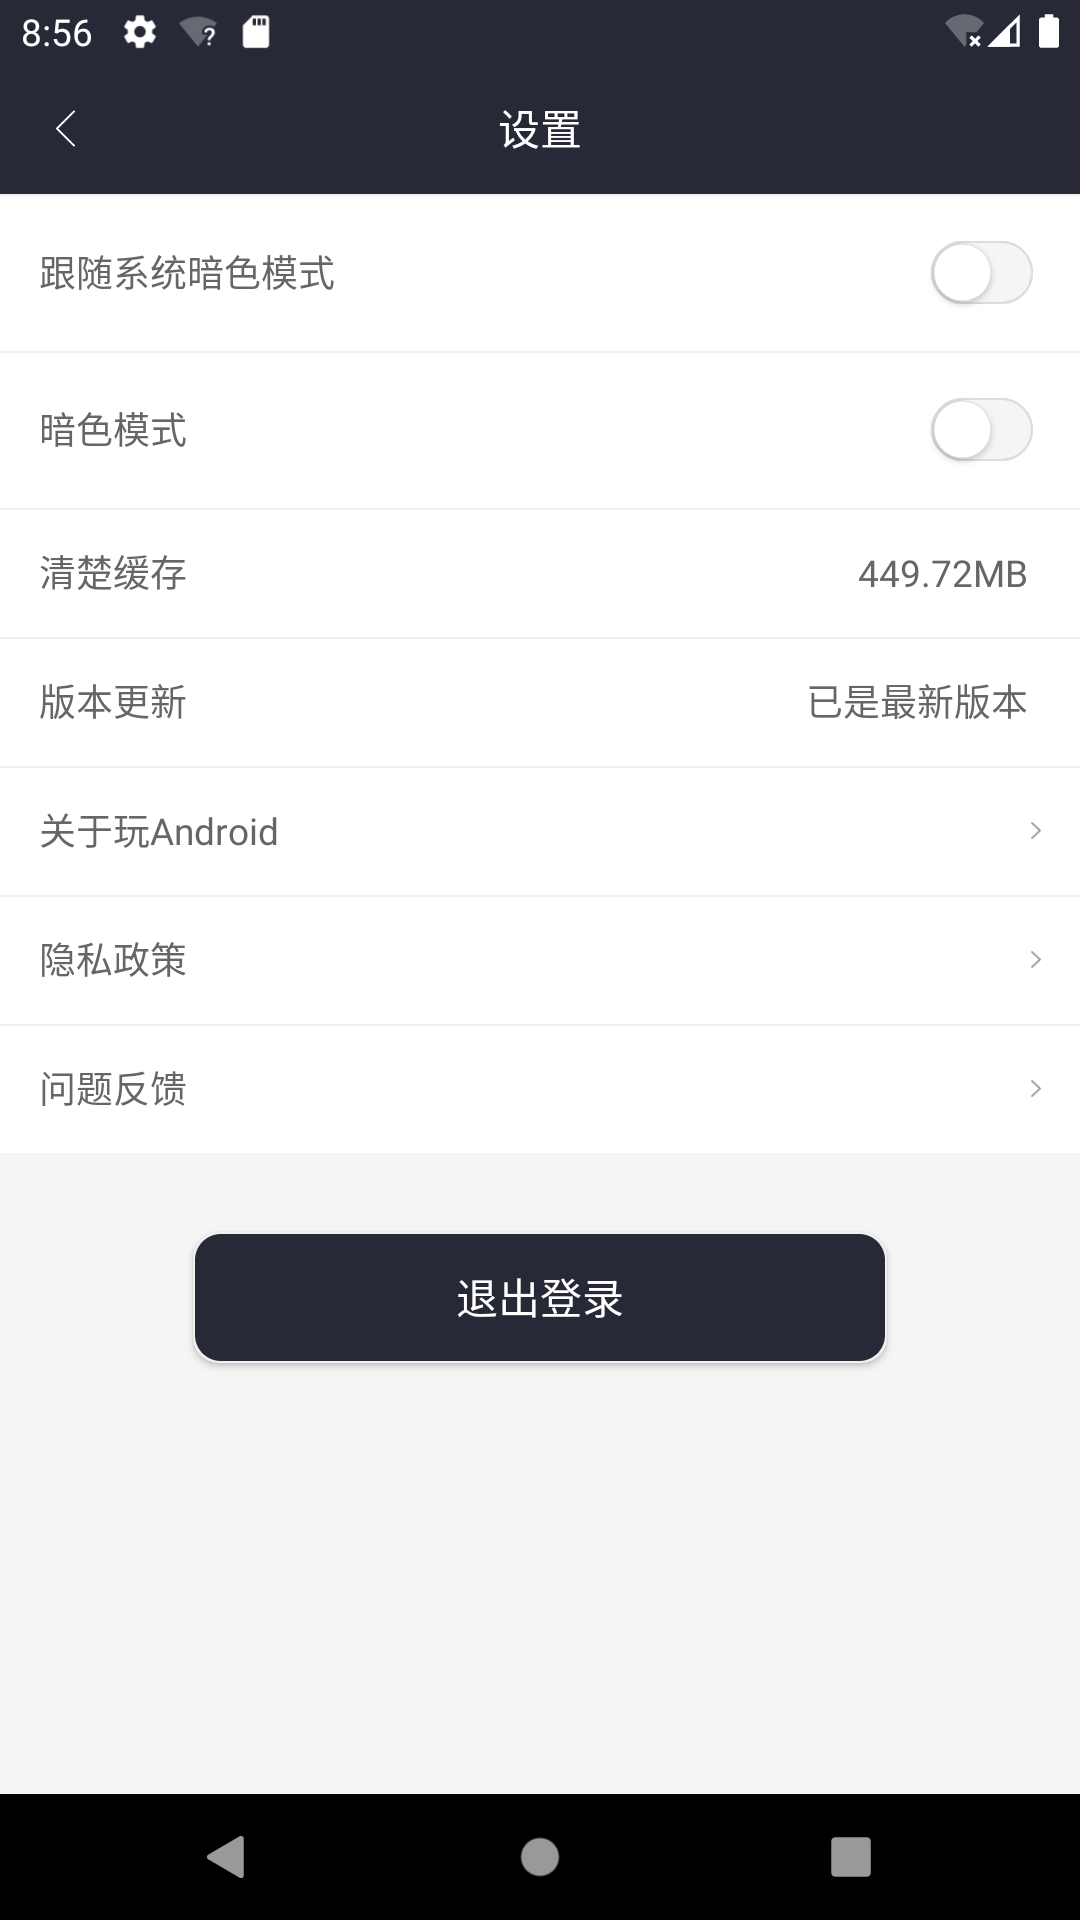 8:56
设置
跟随系统暗色模式
暗色模式
清楚缓存 449.72MB
版本更新 已是最新版本
关于玩Android
隐私政策
问题反馈
退出登录